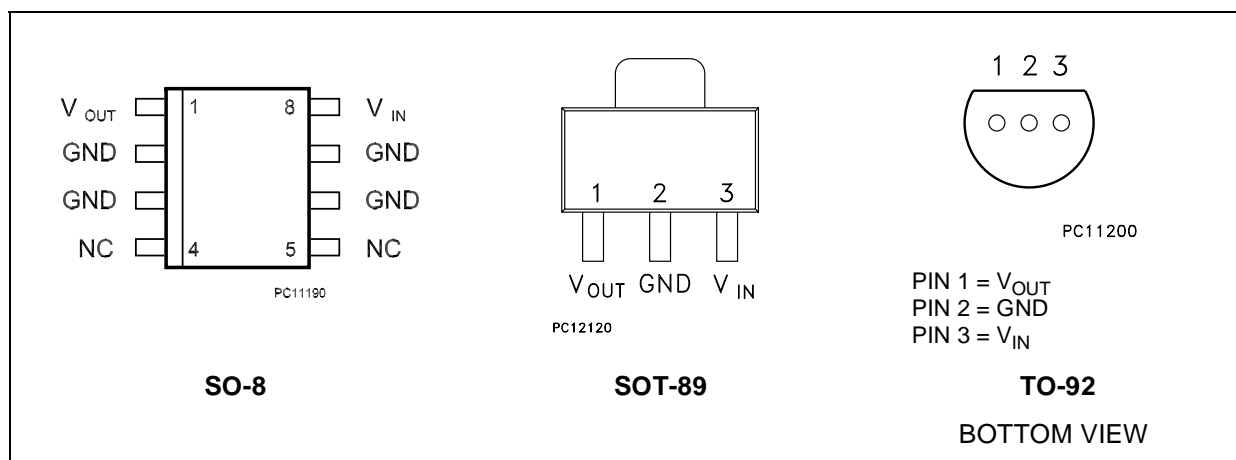 V OUT 1 8 V IN
GND GND
GND GND
NC 4 5 NC
PC11190
SO-8
1 2 3
VOUT GND V IN
PC12120
SOT-89
1 2 3
PC11200
PIN 1 = VOUT
PIN 2 = GND
PIN 3 = VIN
TO-92
BOTTOM VIEW